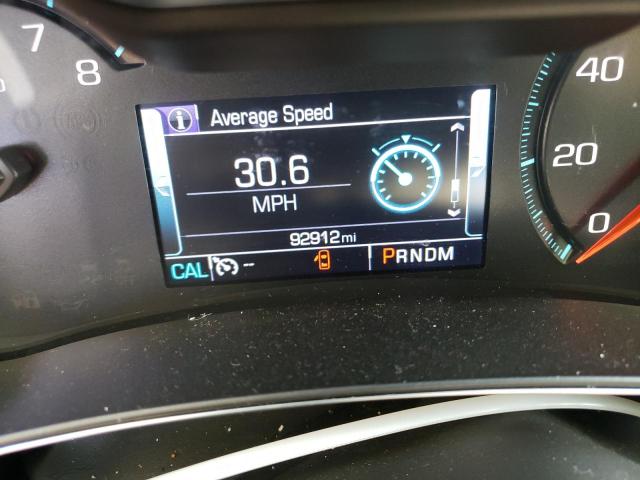 7
8
Average Speed
30.6
MPH
92912mi
CAL --
PRNDM
40
20
0